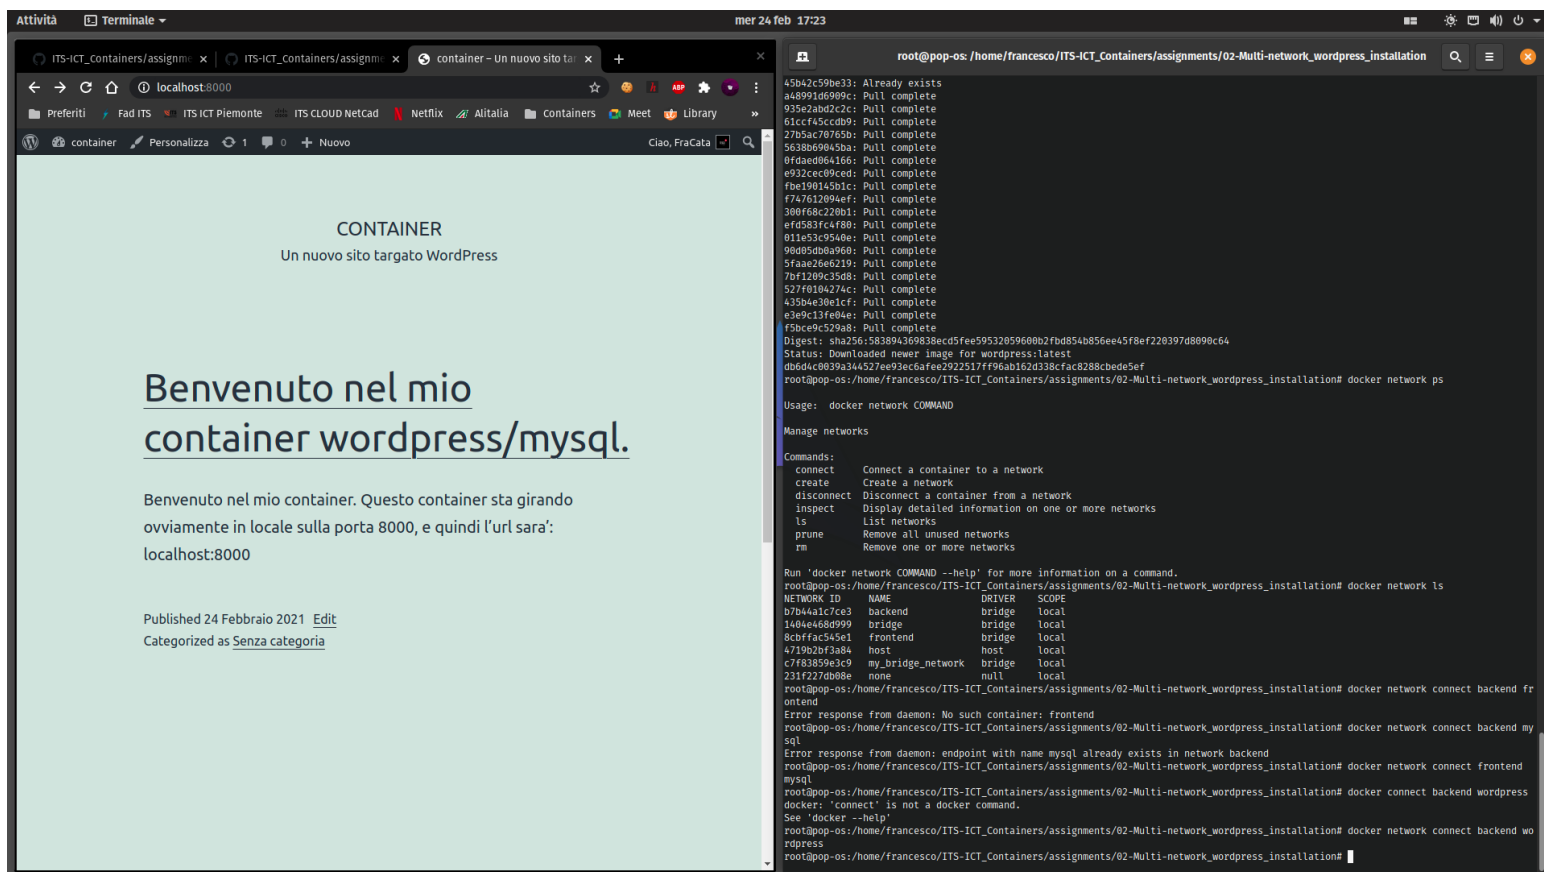 Attività
Terminale
mer 24 feb 17:23
ITS-ICT_Containers/assignme
ITS-ICT_Containers/assignme
container – Un nuovo sito tar
localhost:8000
ABP
Preferiti
Fad ITS
ITS ICT Piemonte
ITS CLOUD NetCad
Netflix
Alitalia
Containers
Meet
Library
»
container
Personalizza
1
0
Nuovo
Ciao, FraCata
CONTAINER
Un nuovo sito targato WordPress
Benvenuto nel mio
container wordpress/mysql.
Benvenuto nel mio container. Questo container sta girando
ovviamente in locale sulla porta 8000, e quindi l’url sara’:
localhost:8000
Published 24 Febbraio 2021 Edit
Categorized as Senza categoria
root@pop-os: /home/francesco/ITS-ICT_Containers/assignments/02-Multi-network_wordpress_installation
45b42c59be33: Already exists
a48991d6909c: Pull complete
935e2abd2c2c: Pull complete
61ccf45ccdb9: Pull complete
27b5ac70765b: Pull complete
5638b69045ba: Pull complete
0fdaed064166: Pull complete
e932cec09ced: Pull complete
fbe190145b1c: Pull complete
f747612094ef: Pull complete
300f68c220b1: Pull complete
efd583fc4f80: Pull complete
011e53c9540e: Pull complete
90d05db0a960: Pull complete
5faae26e6219: Pull complete
7bf1209c35d8: Pull complete
527f0104274c: Pull complete
435b4e30e1cf: Pull complete
e3e9c13fe04e: Pull complete
f5bce9c529a8: Pull complete
Digest: sha256:583894369838ecd5fee59532059600b2fbd854b856ee45f8ef220397d8090c64
Status: Downloaded newer image for wordpress:latest
db6d4c0039a344527ee93ec6afee2922517ff96ab162d338cfac8288cbede5ef
root@pop-os:/home/francesco/ITS-ICT_Containers/assignments/02-Multi-network_wordpress_installation# docker network ps
Usage:  docker network COMMAND
Manage networks
Commands:
connect     Connect a container to a network
create      Create a network
disconnect  Disconnect a container from a network
inspect     Display detailed information on one or more networks
ls          List networks
prune       Remove all unused networks
rm          Remove one or more networks
Run 'docker network COMMAND --help' for more information on a command.
root@pop-os:/home/francesco/ITS-ICT_Containers/assignments/02-Multi-network_wordpress_installation# docker network ls
NETWORK ID     NAME                DRIVER    SCOPE
b7b44a1c7ce3   backend             bridge    local
1404e468d999   bridge              bridge    local
8cbffac545e1   frontend            bridge    local
4719b2bf3a84   host                host      local
c7f83859e3c9   my_bridge_network   bridge    local
231f227db08e   none                null      local
root@pop-os:/home/francesco/ITS-ICT_Containers/assignments/02-Multi-network_wordpress_installation# docker network connect backend fr
ontend
Error response from daemon: No such container: frontend
root@pop-os:/home/francesco/ITS-ICT_Containers/assignments/02-Multi-network_wordpress_installation# docker network connect backend my
sql
Error response from daemon: endpoint with name mysql already exists in network backend
root@pop-os:/home/francesco/ITS-ICT_Containers/assignments/02-Multi-network_wordpress_installation# docker network connect frontend
mysql
root@pop-os:/home/francesco/ITS-ICT_Containers/assignments/02-Multi-network_wordpress_installation# docker connect backend wordpress
docker: 'connect' is not a docker command.
See 'docker --help'
root@pop-os:/home/francesco/ITS-ICT_Containers/assignments/02-Multi-network_wordpress_installation# docker network connect backend wo
rdpress
root@pop-os:/home/francesco/ITS-ICT_Containers/assignments/02-Multi-network_wordpress_installation#